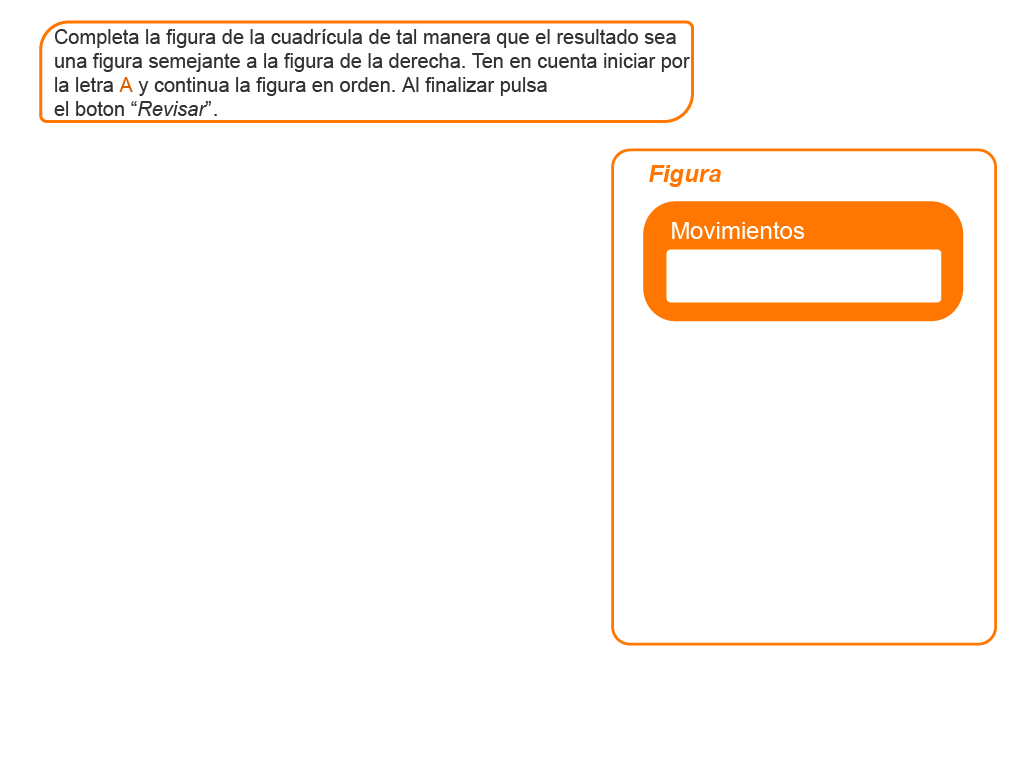 Completa la figura de la cuadrícula de tal manera que el resultado sea
una figura semejante a la figura de la derecha. Ten en cuenta iniciar por
la letra A y continua la figura en orden. Al finalizar pulsa
el boton “Revisar”.
Figura
Movimientos